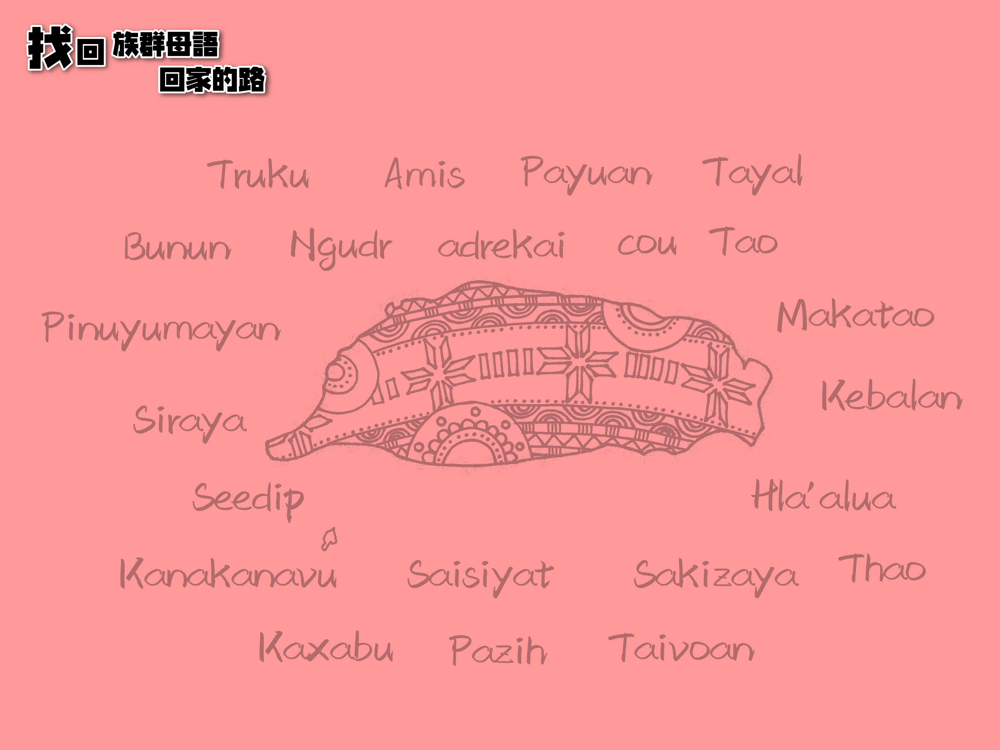 找回族群母語
回家的路
Truku Amis Payuan Tayal
Bunun Ngudr adrekai cou Tao
Pinuyumayan Makatao
Siraya Kebalan
Seedip Hla'alua
Kanakanavu Saisiyat Sakizaya Thao
Kaxabu Pazih Taivoan